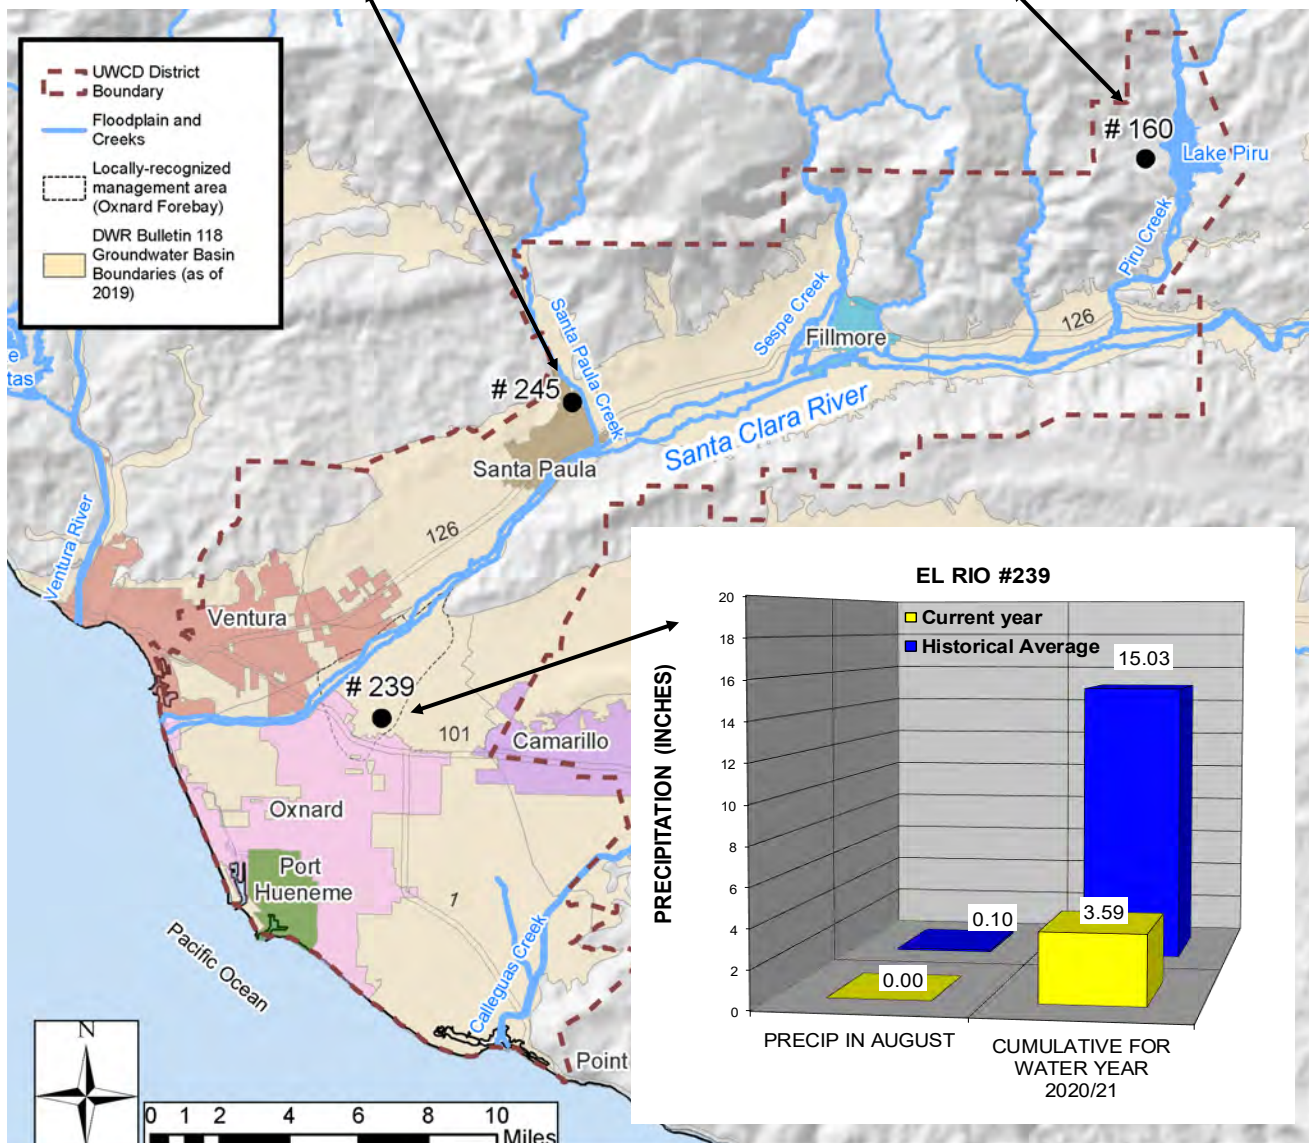 UWCD District
Boundary
Floodplain and
Creeks
Locally-recognized
management area
(Oxnard Forebay)
DWR Bulletin 118
Groundwater Basin
Boundaries (as of
2019)
# 160
Lake Piru
Piru Creek
126
Sespe Creek
Fillmore
Santa Paula Creek
# 245
Santa Clara River
Santa Paula
e
tas
126
Ventura River
Ventura
# 239
101
Camarillo
Oxnard
Port
Hueneme
1
Pacific Ocean
Calleguas Creek
Point
N
0 1 2 4 6 8 10
Miles
EL RIO #239
Current year
Historical Average
PRECIPITATION (INCHES)
20
18
16
14
12
10
8
6
4
2
0
15.03
0.10
3.59
0.00
PRECIP IN AUGUST
CUMULATIVE FOR
WATER YEAR
2020/21